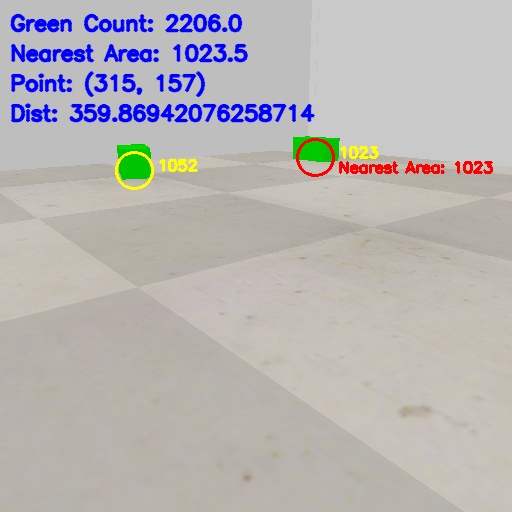 Green Count: 2206.0
Nearest Area: 1023.5
Point: (315, 157)
Dist: 359.86942076258714
1052
1023
Nearest Area: 1023